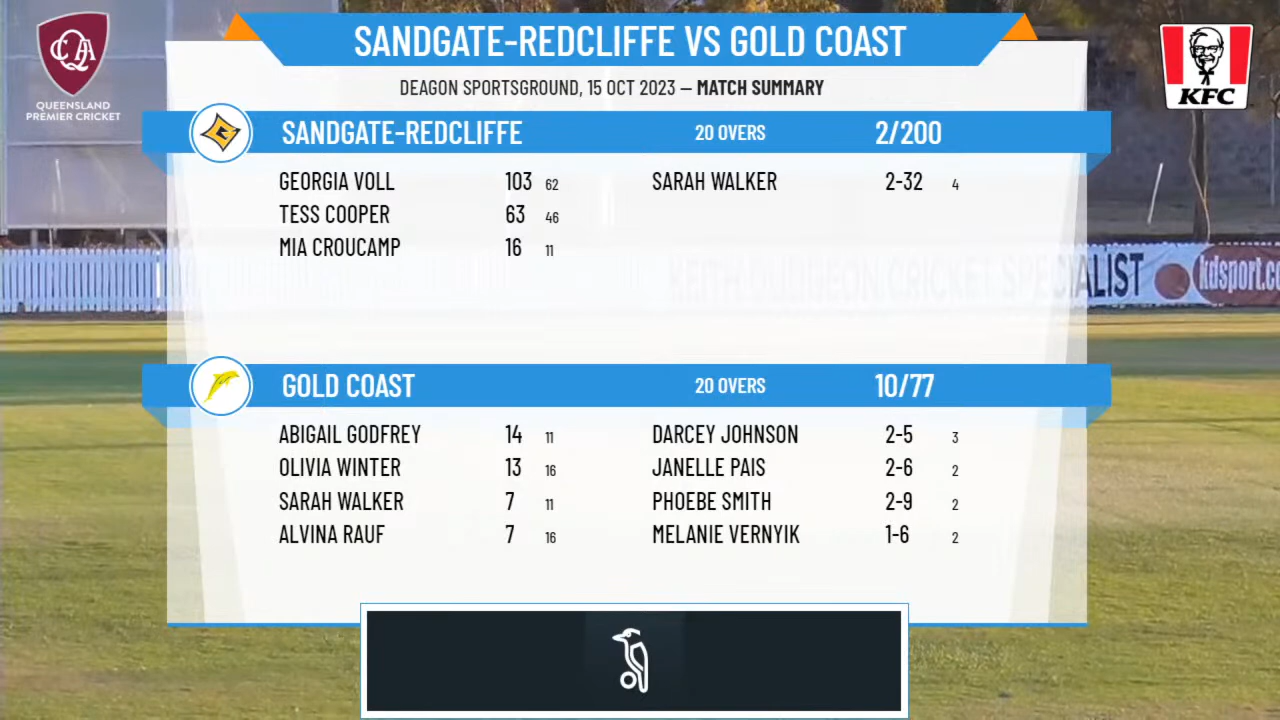 SANDGATE-REDCLIFFE VS GOLD COAST
DEAGON SPORTSGROUND, 15 OCT 2023 – MATCH SUMMARY
QUEENSLAND
PREMIER CRICKET
KFC
SANDGATE-REDCLIFFE 20 OVERS 2/200
GEORGIA VOLL 103 62 SARAH WALKER 2-32 4
TESS COOPER 63 46
MIA CROUCAMP 16 11
KEITH DUDGEON CRICKET SPECIALIST kdsport.co
GOLD COAST 20 OVERS 10/77
ABIGAIL GODFREY 14 11 DARCEY JOHNSON 2-5 3
OLIVIA WINTER 13 16 JANELLE PAIS 2-6 2
SARAH WALKER 7 11 PHOEBE SMITH 2-9 2
ALVINA RAUF 7 16 MELANIE VERNYIK 1-6 2